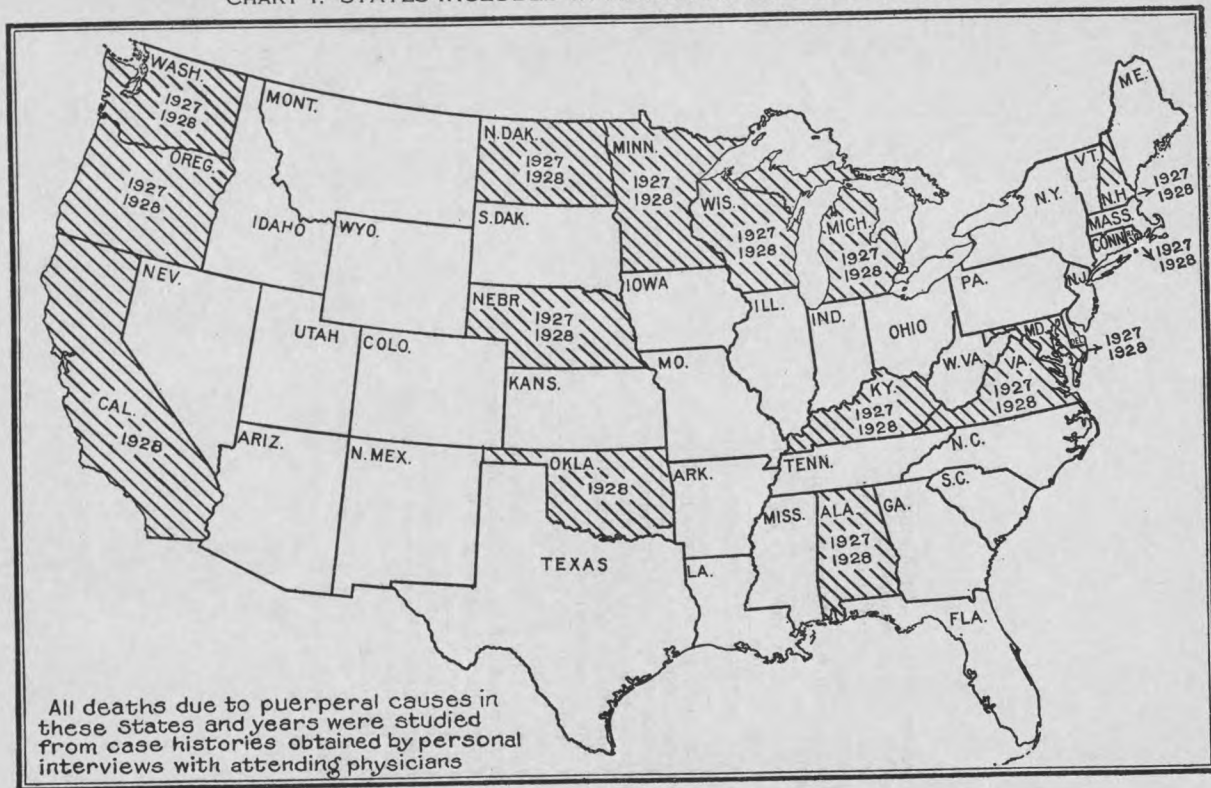 CHART I. STATES
WASH.
1927
1928
OREG.
1927
1928
IDAHO
MONT.
WYO.
N.DAK.
1927
1928
S.DAK.
MINN.
1927
1928
WIS.
1927
1928
MICH.
1927
1928
NEBR
1927
1928
IOWA
ILL.
IND.
OHIO
PA.
N.Y.
VT.
N.H
1927
1928
ME.
MASS.
CONN
1927
1928
N.J.
MD.
DEL
1927
1928
W.VA.
VA.
1927
1928
KY.
1927
1928
NEV.
UTAH
COLO.
KANS.
MO.
CAL.
1928
ARIZ.
N.MEX.
OKLA.
1928
ARK.
TENN.
N.C.
S.C.
MISS.
ALA.
1927
1928
GA.
TEXAS
LA.
FLA.
All deaths due to puerperal causes in
these States and years were studied
from case histories obtained by personal
interviews with attending physicians